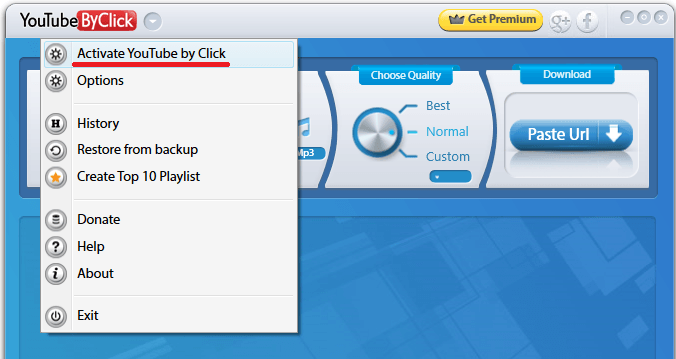 YouTube ByClick
Get Premium
g+ f
Activate YouTube by Click
Options
History
Restore from backup
Create Top 10 Playlist
Donate
Help
About
Exit
Mp3
Choose Quality
Best
Normal
Custom
Download
Paste Url